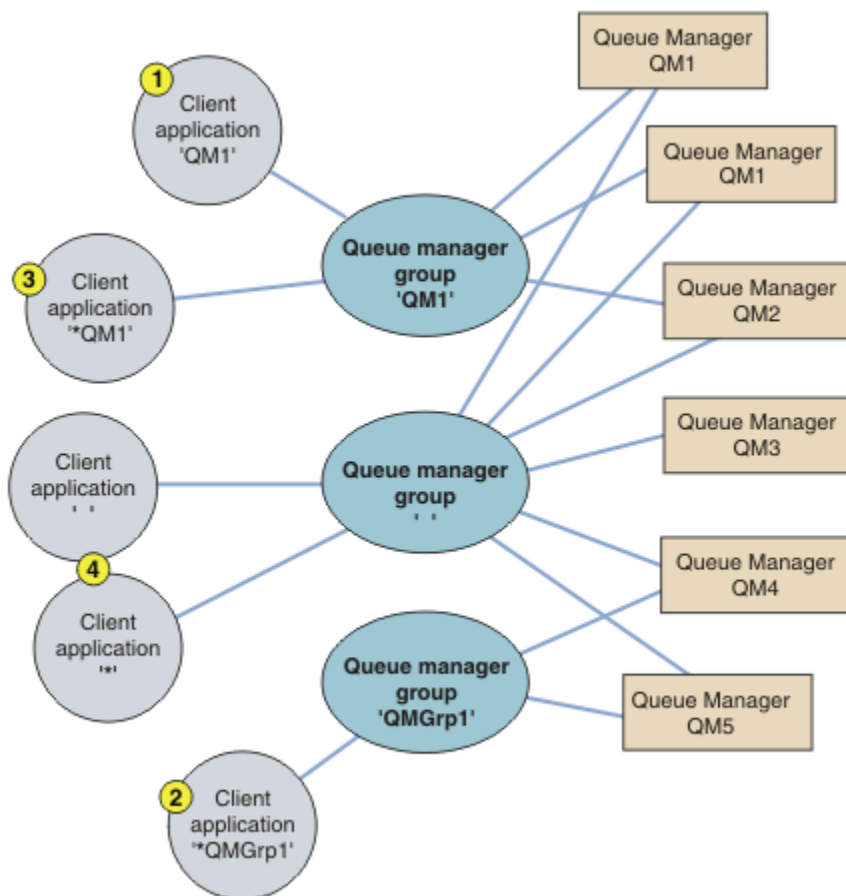 1
Client
application
'QM1'
3
Client
application
'*QM1'
Client
application
' '
4
Client
application
'*'
2
Client
application
'*QMGrp1'
Queue manager
group
'QM1'
Queue manager
group
' '
Queue manager
group
'QMGrp1'
Queue Manager
QM1
Queue Manager
QM1
Queue Manager
QM2
Queue Manager
QM3
Queue Manager
QM4
Queue Manager
QM5